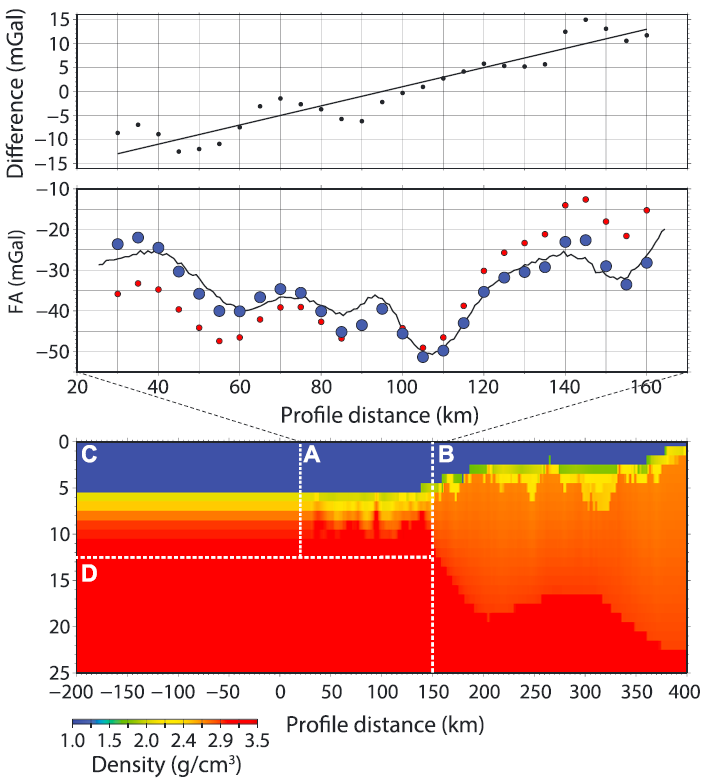 Difference (mGal)
15
10
5
0
−5
−10
−15
FA (mGal)
−10
−20
−30
−40
−50
20 40 60 80 100 120 140 160
Profile distance (km)
0
5
10
15
20
25
C A B
D
−200 −150 −100 −50 0 50 100 150 200 250 300 350 400
Profile distance (km)
1.0 1.5 2.0 2.4 2.9 3.5
Density (g/cm³)